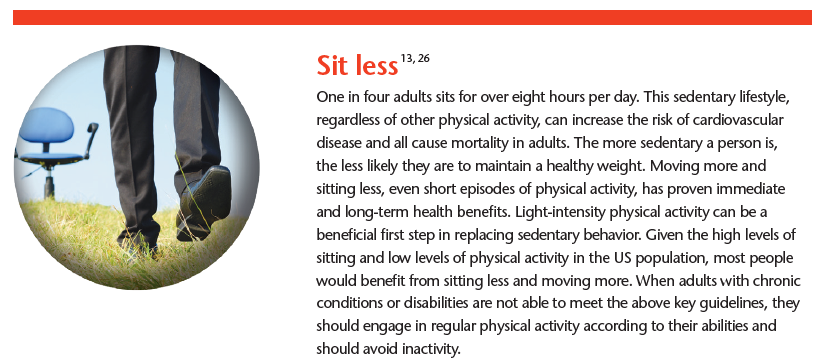 Sit less 13, 26
One in four adults sits for over eight hours per day. This sedentary lifestyle,
regardless of other physical activity, can increase the risk of cardiovascular
disease and all cause mortality in adults. The more sedentary a person is,
the less likely they are to maintain a healthy weight. Moving more and
sitting less, even short episodes of physical activity, has proven immediate
and long-term health benefits. Light-intensity physical activity can be a
beneficial first step in replacing sedentary behavior. Given the high levels of
sitting and low levels of physical activity in the US population, most people
would benefit from sitting less and moving more. When adults with chronic
conditions or disabilities are not able to meet the above key guidelines, they
should engage in regular physical activity according to their abilities and
should avoid inactivity.